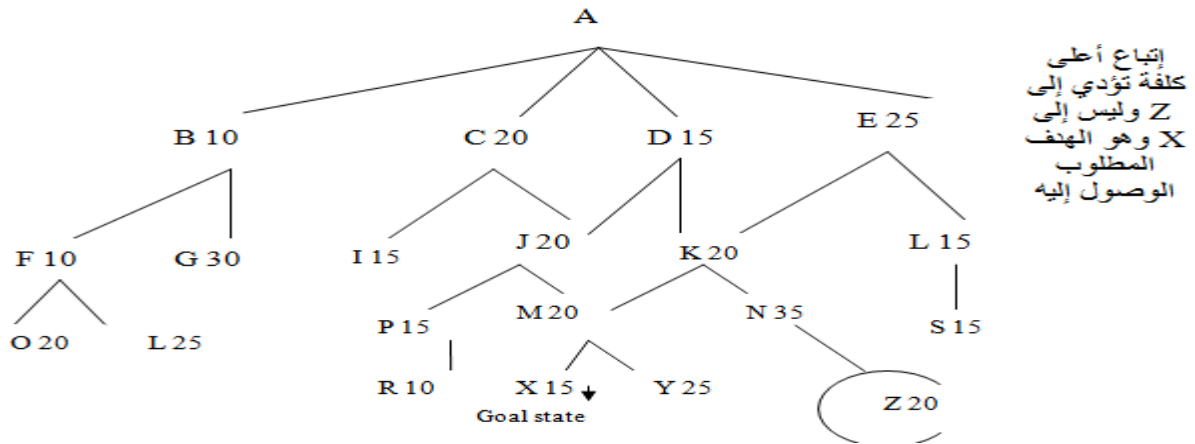 A
إتباع أعلى
كلفة تؤدي إلى
Z وليس إلى
X وهو الهدف
المطلوب
الوصول إليه
B 10
C 20
D 15
E 25
F 10
G 30
I 15
J 20
K 20
L 15
O 20
L 25
P 15
M 20
N 35
S 15
R 10
X 15
Y 25
Z 20
Goal state